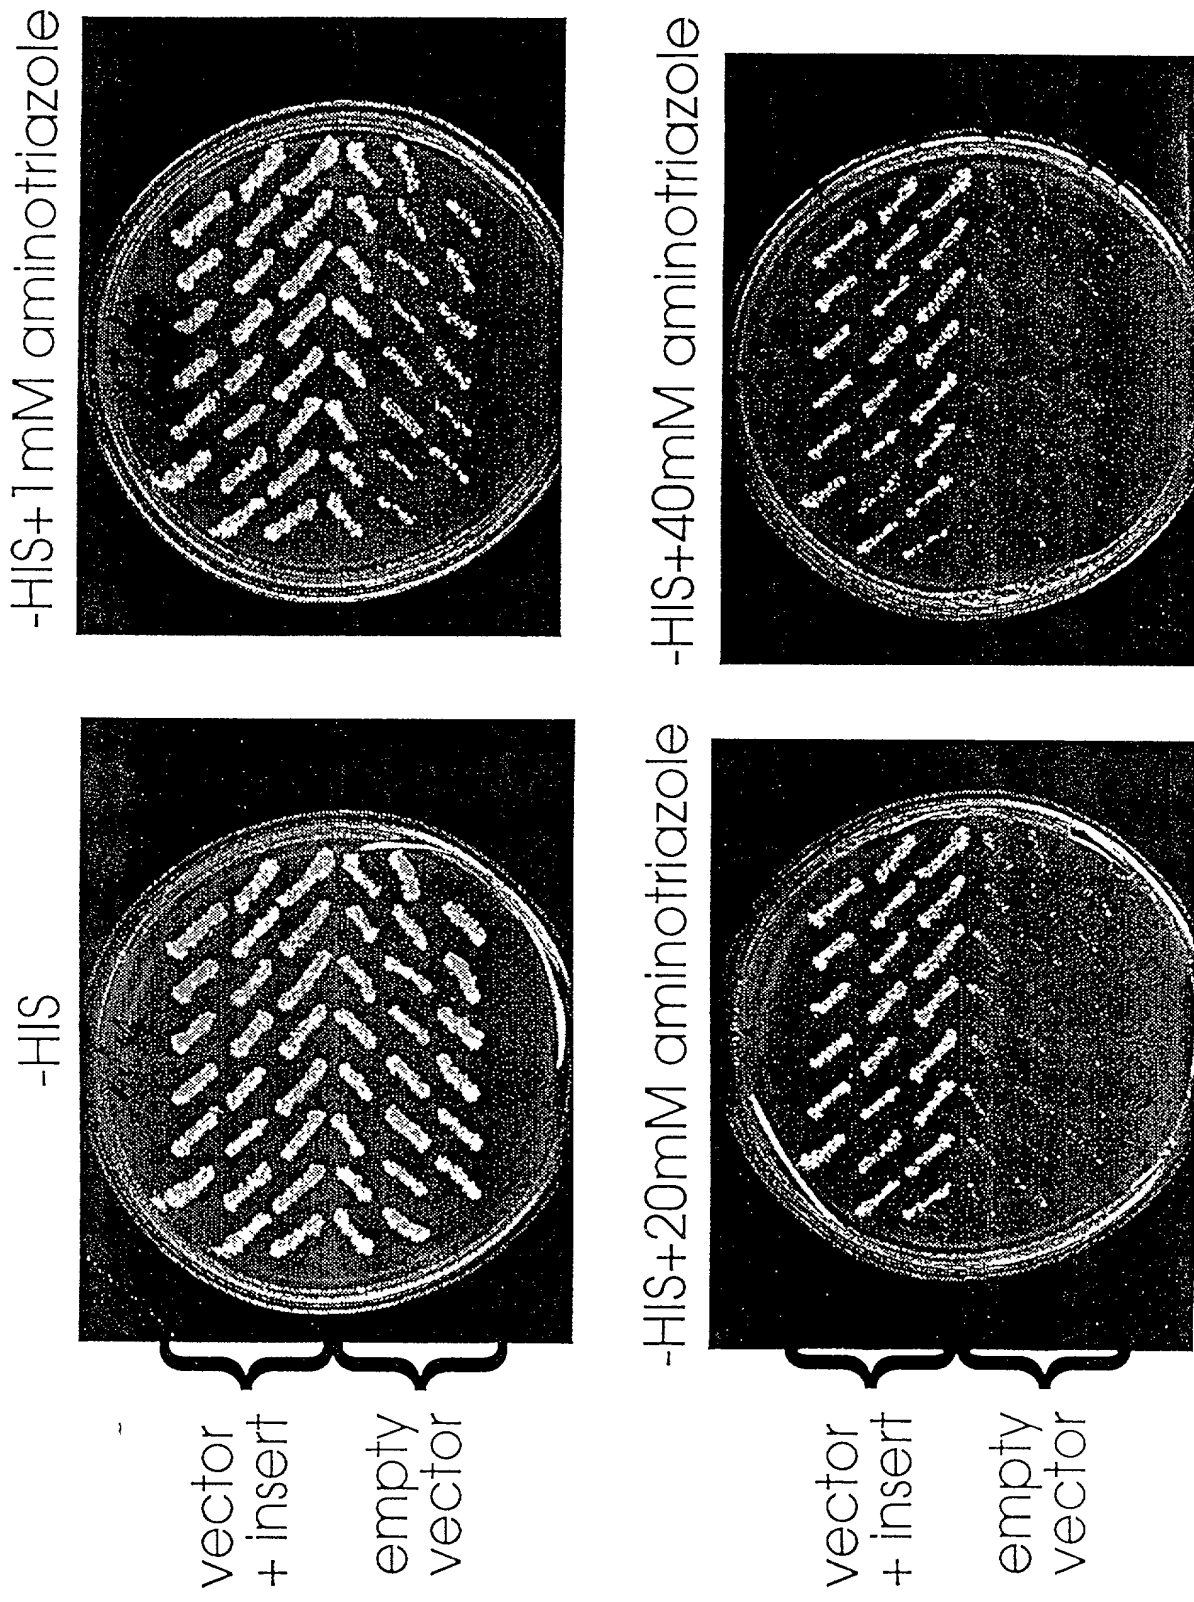 -HIS
-HIS+1mM aminotriazole
vector
+ insert
empty
vector
-HIS+20mM aminotriazole
-HIS+40mM aminotriazole
vector
+ insert
empty
vector